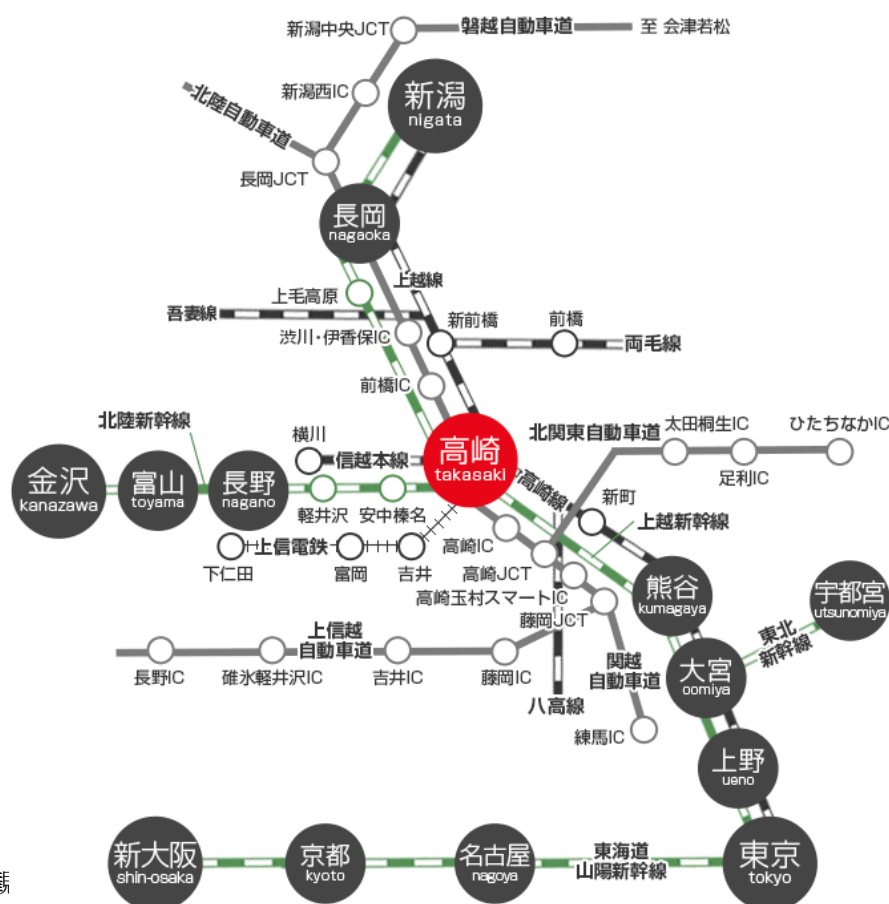 新潟中央JCT
磐越自動車道
至 会津若松
新潟西IC
新潟
nigata
北陸自動車道
長岡JCT
長岡
nagaoka
上越線
上毛高原
吾妻線
渋川・伊香保IC
新前橋
前橋
両毛線
前橋IC
北陸新幹線
横川
信越本線
高崎
takasaki
北関東自動車道
太田桐生IC
ひたちなかIC
足利IC
金沢
kanazawa
富山
toyama
長野
nagano
軽井沢
安中榛名
高崎線
新町
上越新幹線
下仁田
上信電鉄
富岡
吉井
高崎IC
高崎JCT
高崎玉村スマートIC
藤岡JCT
熊谷
kumagaya
宇都宮
utsunomiya
東北
新幹線
大宮
oomiya
上信越
自動車道
長野IC
碓氷軽井沢IC
吉井IC
藤岡IC
関越
自動車道
八高線
練馬IC
上野
ueno
新大阪
shin-osaka
京都
kyoto
名古屋
nagoya
東海道
山陽新幹線
東京
tokyo